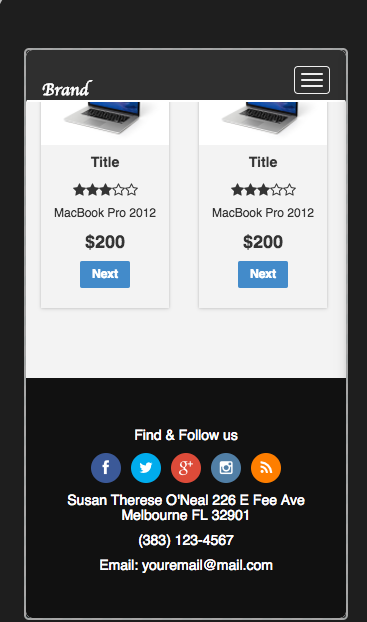 Brand
Title
Title
MacBook Pro 2012
MacBook Pro 2012
$200
$200
Next
Next
Find & Follow us
Susan Therese O'Neal 226 E Fee Ave
Melbourne FL 32901
(383) 123-4567
Email: youremail@mail.com